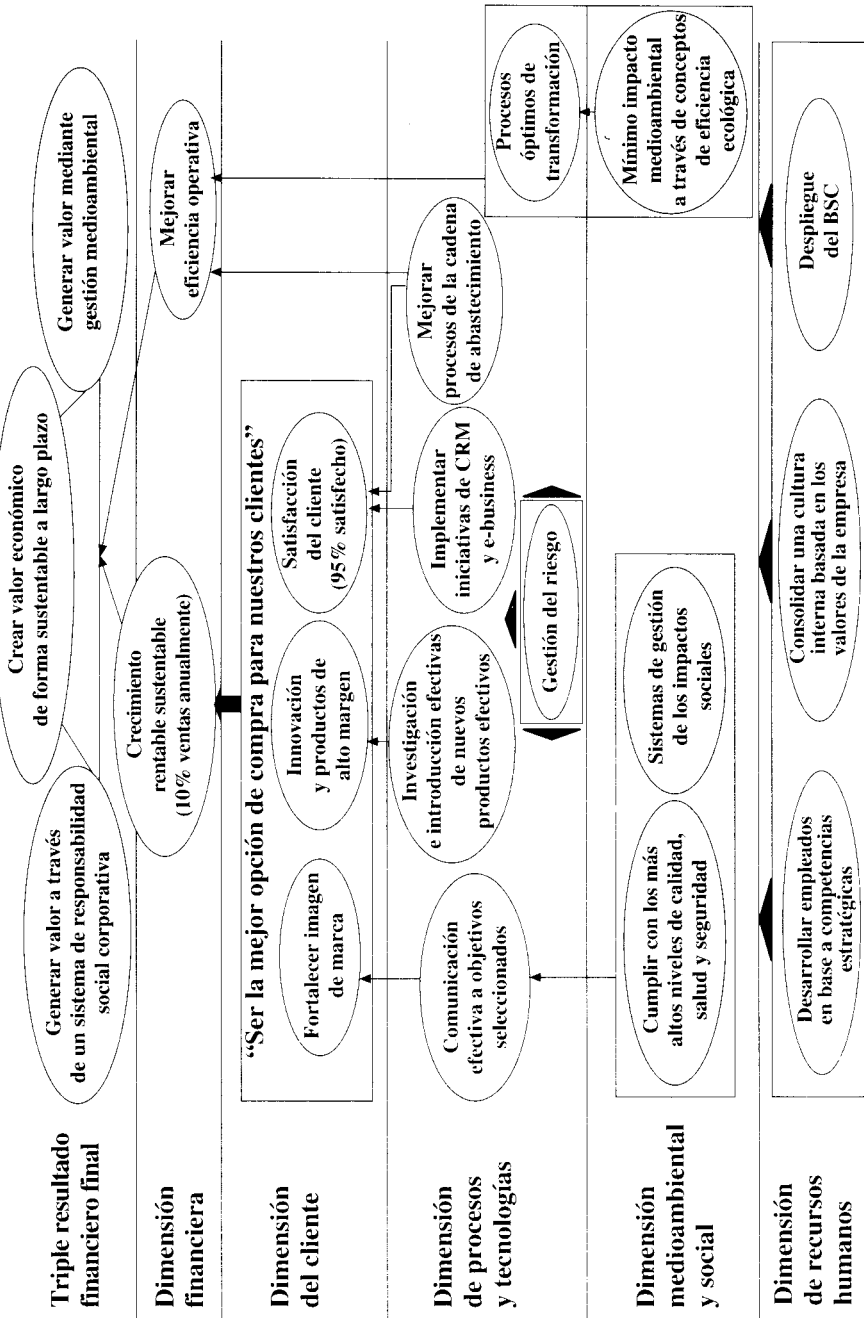 Triple resultado
financiero final
Generar valor a través
de un sistema de responsabilidad
social corporativa
Crear valor económico
de forma sustentable a largo plazo
Generar valor mediante
gestión medioambiental
Dimensión
financiera
Crecimiento
rentable sustentable
(10% ventas anualmente)
Mejorar
eficiencia operativa
Dimensión
del cliente
“Ser la mejor opción de compra para nuestros clientes”
Fortalecer imagen
de marca
Innovación
y productos de
alto margen
Satisfacción
del cliente
(95% satisfecho)
Dimensión
de procesos
y tecnologías
Comunicación
efectiva a objetivos
seleccionados
Investigación
e introducción efectivas
de nuevos
productos efectivos
Implementar
iniciativas de CRM
y e-business
Mejorar
procesos de la cadena
de abastecimiento
Procesos
óptimos de
transformación
Gestión del riesgo
Dimensión
medioambiental
y social
Cumplir con los más
altos niveles de calidad,
salud y seguridad
Sistemas de gestión
de los impactos
sociales
Mínimo impacto
medioambiental
a través de conceptos
de eficiencia
ecológica
Dimensión
de recursos
humanos
Desarrollar empleados
en base a competencias
estratégicas
Consolidar una cultura
interna basada en los
valores de la empresa
Despliegue
del BSC